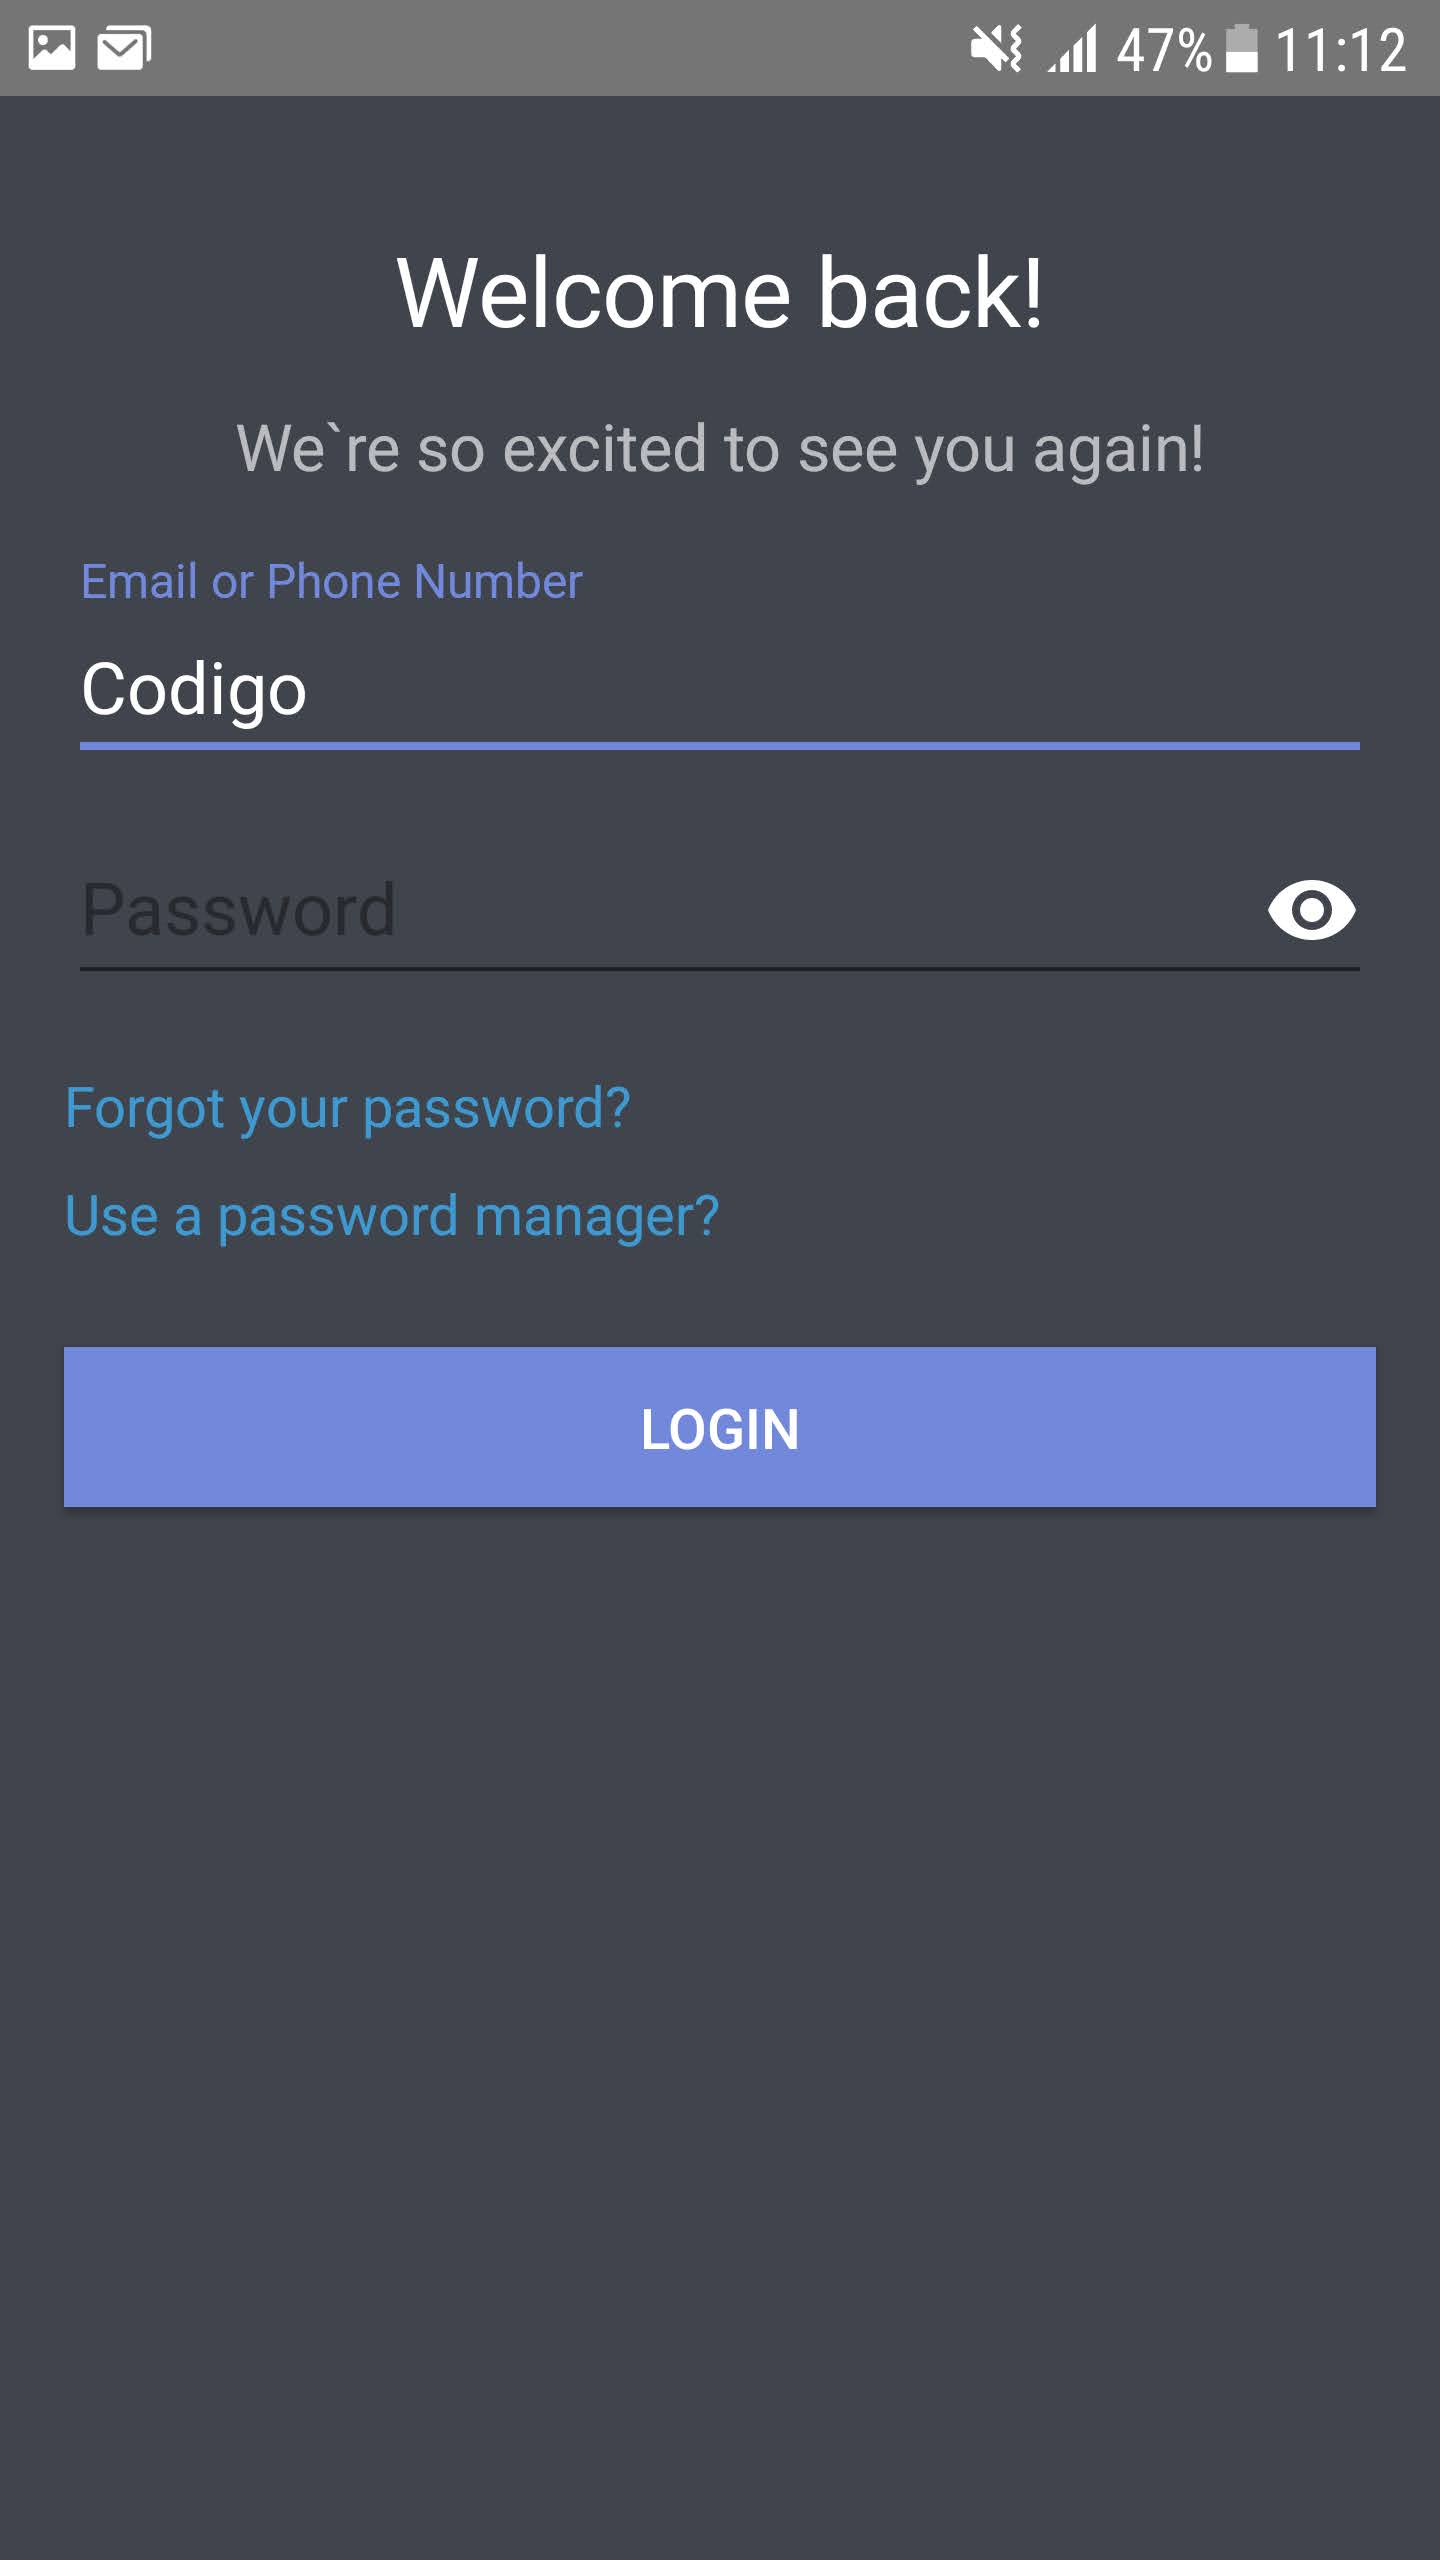 47% 11:12
Welcome back!
We`re so excited to see you again!
Email or Phone Number
Codigo
Password
Forgot your password?
Use a password manager?
LOGIN